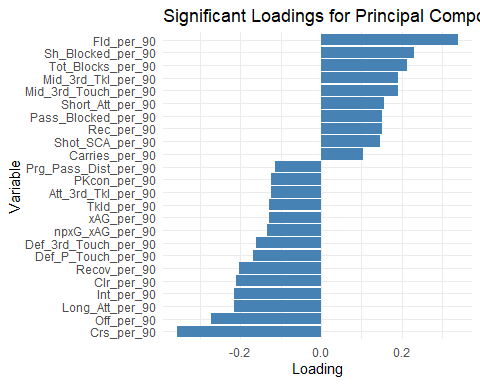 Significant Loadings for Principal Compo
Fld_per_90
Sh_Blocked_per_90
Tot_Blocks_per_90
Mid_3rd_Tkl_per_90
Mid_3rd_Touch_per_90
Short_Att_per_90
Pass_Blocked_per_90
Rec_per_90
Shot_SCA_per_90
Carries_per_90
Prg_Pass_Dist_per_90
PKcon_per_90
Att_3rd_Tkl_per_90
Tkld_per_90
xAG_per_90
npxG_xAG_per_90
Def_3rd_Touch_per_90
Def_P_Touch_per_90
Recov_per_90
Clr_per_90
Int_per_90
Long_Att_per_90
Off_per_90
Crs_per_90
Variable
-0.2 0.0 0.2
Loading